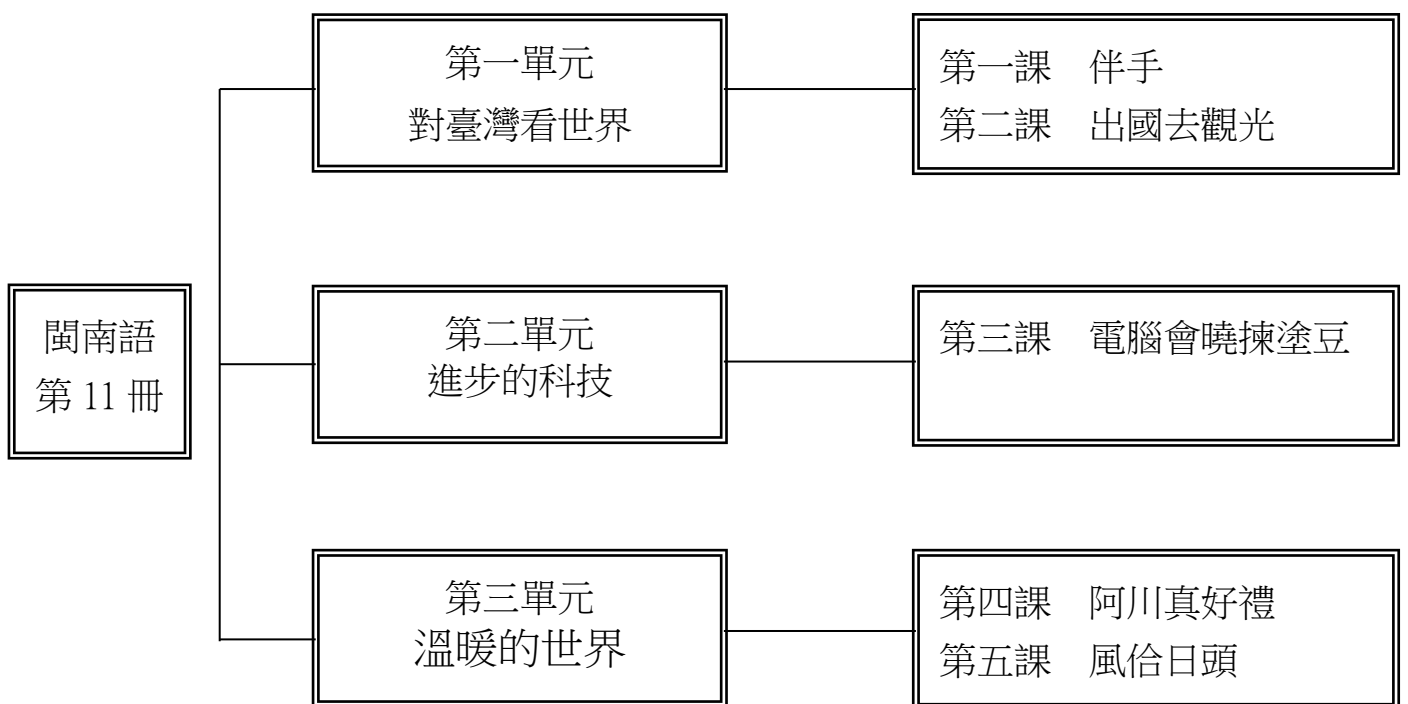 閩南語
第 11 冊
第一單元
對臺灣看世界
第一課　伴手
第二課　出國去觀光
第二單元
進步的科技
第三課　電腦會曉揀塗豆
第三單元
溫暖的世界
第四課　阿川真好禮
第五課　風佮日頭